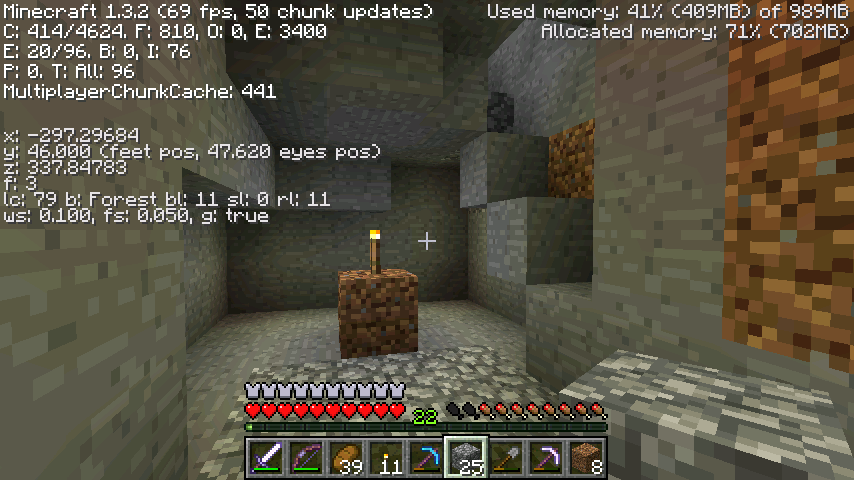 Minecraft 1.3.2 (69 fps, 50 chunk updates)
Used memory: 41% (409MB) of 989MB
C: 414/4624, F: 810, O: 0, E: 3400
Allocated memory: 71% (702MB)
E: 20/96, B: 0, I: 76
P: 0, T: All: 96
MultiplayerChunkCache: 441
x: -297.29684
y: 46.000 (feet pos, 47.620 eyes pos)
z: 337.84783
f: 3
lc: 79 b: Forest bl: 11 sl: 0 rl: 11
ws: 0.100, fs: 0.050, g: true
22
39 11 25 8